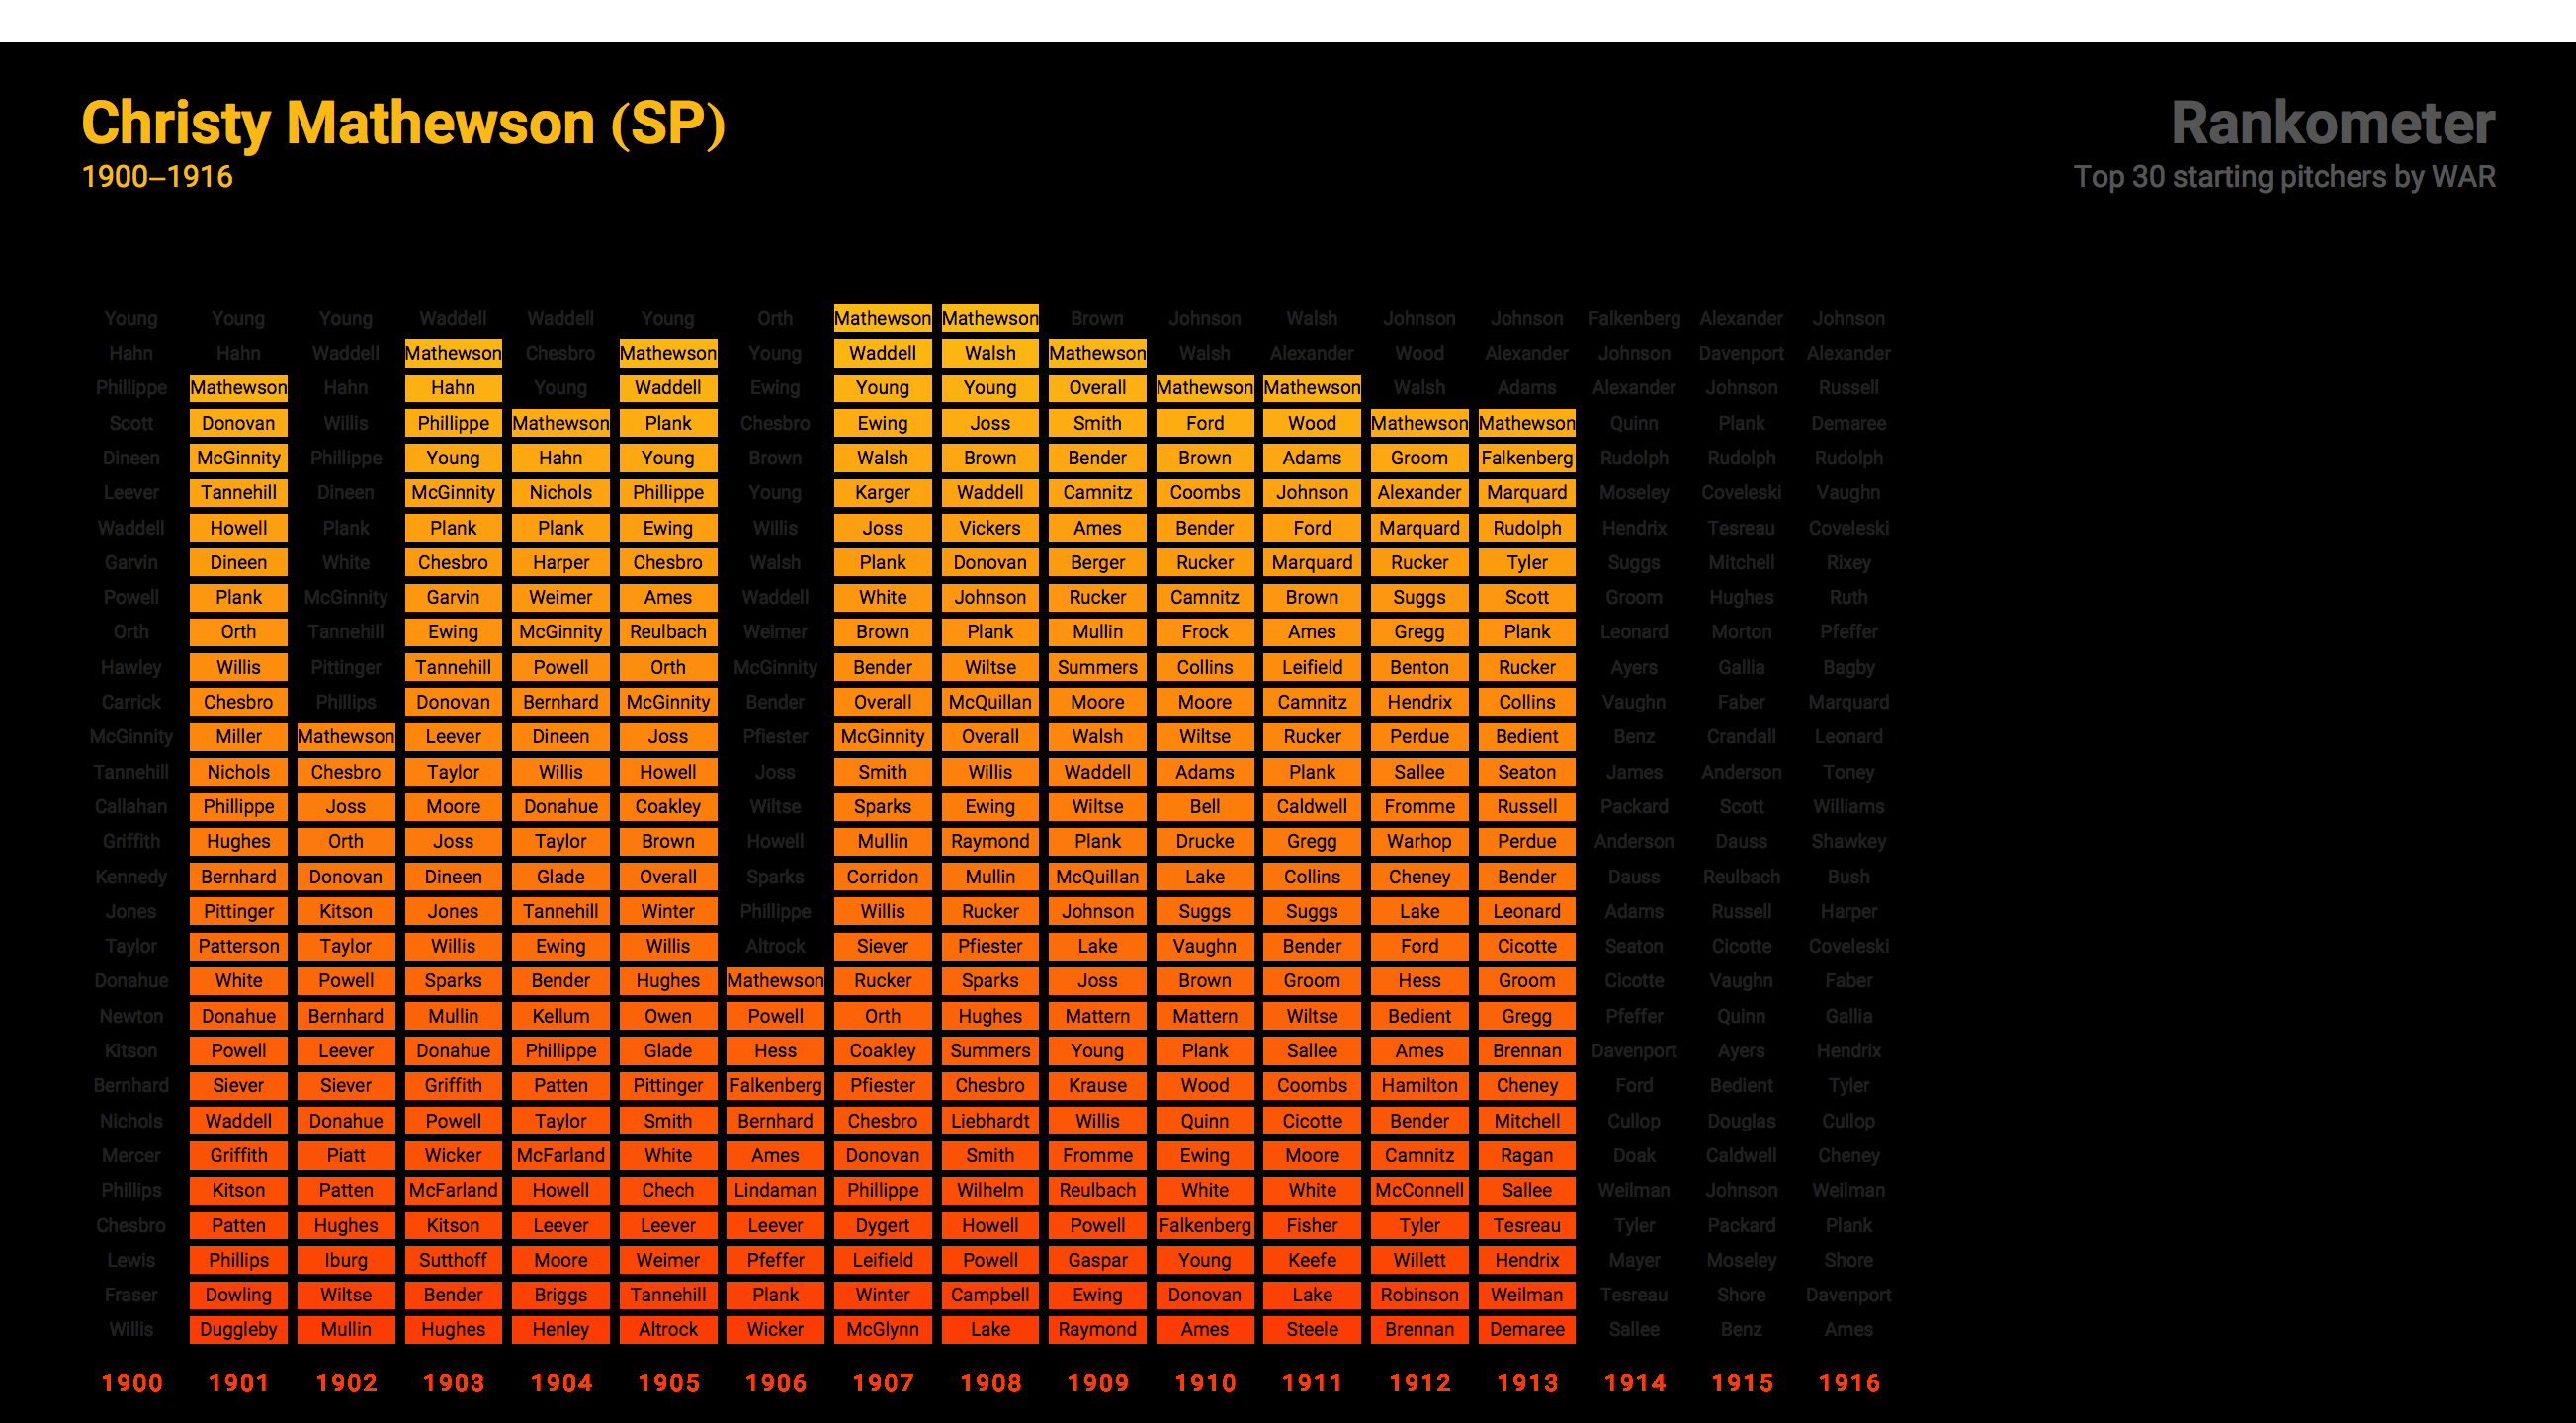 Christy Mathewson (SP)
1900–1916
Rankometer
Top 30 starting pitchers by WAR
Young Young Young Waddell Waddell Young Orth Mathewson Mathewson Brown Johnson Walsh Johnson Johnson Falkenberg Alexander Johnson
Hahn Hahn Waddell Mathewson Chesbro Mathewson Young Waddell Walsh Mathewson Walsh Alexander Wood Alexander Johnson Davenport Alexander
Phillippe Mathewson Hahn Hahn Young Waddell Ewing Young Young Overall Mathewson Mathewson Walsh Adams Alexander Johnson Russell
Scott Donovan Willis Phillippe Mathewson Plank Chesbro Ewing Joss Smith Ford Wood Mathewson Mathewson Quinn Plank Demaree
Dineen McGinnity Phillippe Young Hahn Young Brown Walsh Brown Bender Brown Adams Groom Falkenberg Rudolph Rudolph Rudolph
Leever Tannehill Dineen McGinnity Nichols Phillippe Young Karger Waddell Camnitz Coombs Johnson Alexander Marquard Moseley Coveleski Vaughn
Waddell Howell Plank Plank Plank Ewing Willis Joss Vickers Ames Bender Ford Marquard Rudolph Hendrix Tesreau Coveleski
Garvin Dineen White Chesbro Harper Chesbro Walsh Plank Donovan Berger Rucker Marquard Rucker Tyler Suggs Mitchell Rixey
Powell Plank McGinnity Garvin Weimer Ames Waddell White Johnson Rucker Camnitz Brown Suggs Scott Groom Hughes Ruth
Orth Orth Tannehill Ewing McGinnity Reulbach Weimer Brown Plank Mullin Frock Ames Gregg Plank Leonard Morton Pfeffer
Hawley Willis Pittinger Tannehill Powell Orth McGinnity Bender Wiltse Summers Collins Leifield Benton Rucker Ayers Gallia Bagby
Carrick Chesbro Phillips Donovan Bernhard McGinnity Bender Overall McQuillan Moore Moore Camnitz Hendrix Collins Vaughn Faber Marquard
McGinnity Miller Mathewson Leever Dineen Joss Pfiester McGinnity Overall Walsh Wiltse Rucker Perdue Bedient Benz Crandall Leonard
Tannehill Nichols Chesbro Taylor Willis Howell Joss Smith Willis Waddell Adams Plank Sallee Seaton James Anderson Toney
Callahan Phillippe Joss Moore Donahue Coakley Wiltse Sparks Ewing Wiltse Bell Caldwell Fromme Russell Packard Scott Williams
Griffith Hughes Orth Joss Taylor Brown Howell Mullin Raymond Plank Drucke Gregg Warhop Perdue Anderson Dauss Shawkey
Kennedy Bernhard Donovan Dineen Glade Overall Sparks Corridon Mullin McQuillan Lake Collins Cheney Bender Dauss Reulbach Bush
Jones Pittinger Kitson Jones Tannehill Winter Phillippe Willis Rucker Johnson Suggs Suggs Lake Leonard Adams Russell Harper
Taylor Patterson Taylor Willis Ewing Willis Altrock Siever Pfiester Lake Vaughn Bender Ford Cicotte Seaton Cicotte Coveleski
Donahue White Powell Sparks Bender Hughes Mathewson Rucker Sparks Joss Brown Groom Hess Groom Cicotte Vaughn Faber
Newton Donahue Bernhard Mullin Kellum Owen Powell Orth Hughes Mattern Mattern Wiltse Bedient Gregg Pfeffer Quinn Gallia
Kitson Powell Leever Donahue Phillippe Glade Hess Coakley Summers Young Plank Sallee Ames Brennan Davenport Ayers Hendrix
Bernhard Siever Siever Griffith Patten Pittinger Falkenberg Pfiester Chesbro Krause Wood Coombs Hamilton Cheney Ford Bedient Tyler
Nichols Waddell Donahue Powell Taylor Smith Bernhard Chesbro Liebhardt Willis Quinn Cicotte Bender Mitchell Cullop Douglas Cullop
Mercer Griffith Piatt Wicker McFarland White Ames Donovan Smith Fromme Ewing Moore Camnitz Ragan Doak Caldwell Cheney
Phillips Kitson Patten McFarland Howell Chech Lindaman Phillippe Wilhelm Reulbach White White McConnell Sallee Weilman Johnson Weilman
Chesbro Patten Hughes Kitson Leever Leever Leever Dygert Howell Powell Falkenberg Fisher Tyler Tesreau Tyler Packard Plank
Lewis Phillips Iburg Sutthoff Moore Weimer Pfeffer Leifield Powell Gaspar Young Keefe Willett Hendrix Mayer Moseley Shore
Fraser Dowling Wiltse Bender Briggs Tannehill Plank Winter Campbell Ewing Donovan Lake Robinson Weilman Tesreau Shore Davenport
Willis Duggleby Mullin Hughes Henley Altrock Wicker McGlynn Lake Raymond Ames Steele Brennan Demaree Sallee Benz Ames
1900 1901 1902 1903 1904 1905 1906 1907 1908 1909 1910 1911 1912 1913 1914 1915 1916